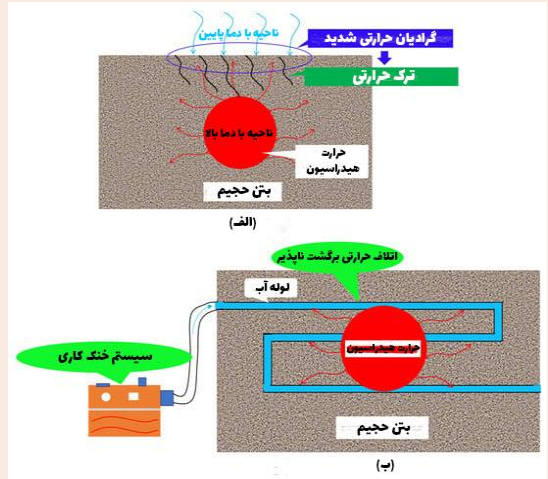 ناحیه با دما پایین
گرادیان حرارتی شدید
ترک حرارتی
ناحیه با دما بالا
حرارت
هیدراسیون
بتن حجیم
(الف)
اتلاف حرارتی برگشت ناپذیر
لوله آب
سیستم خنک کاری
حرارت هیدراسیون
بتن حجیم
(ب)